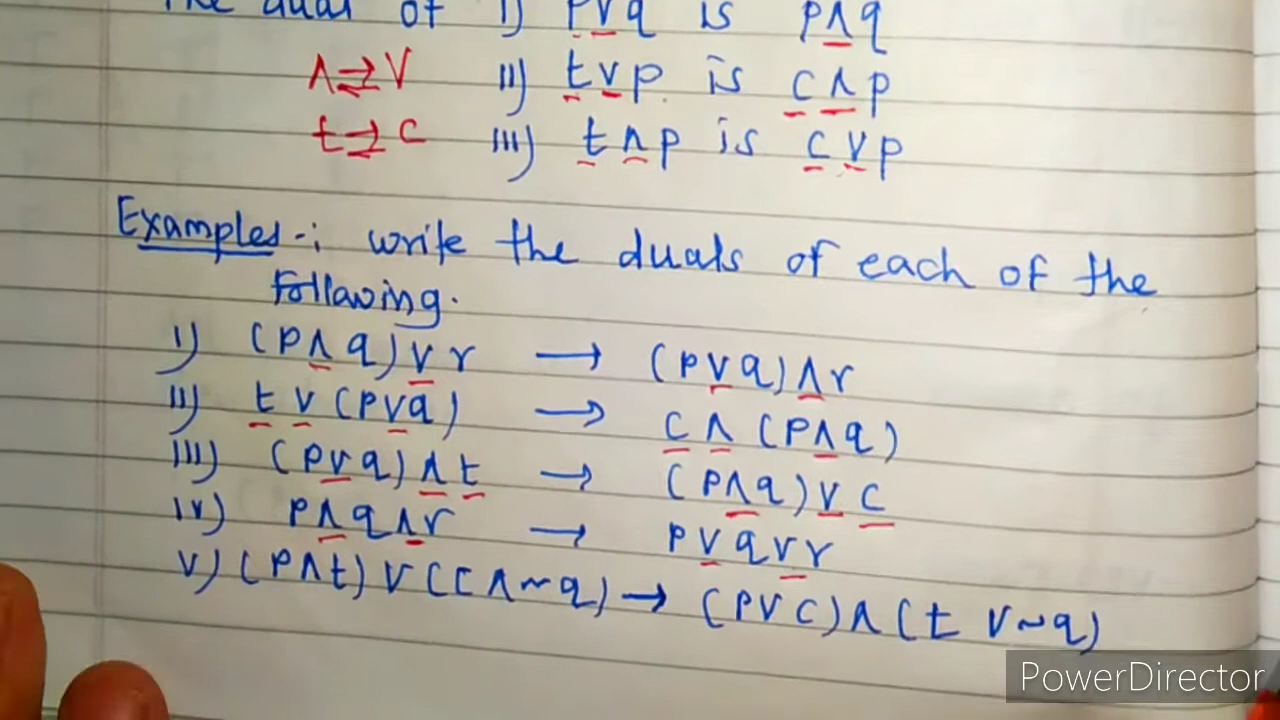 The dual of i) p∨q is p∧q
∧⇄∨ ii) t∨p. is c∧p
t⇄c iii) t∧p is c∨p
Examples-: write the duals of each of the
following.
i) (p∧q)∨r → (p∨q)∧r
ii) t∨(p∨q) → c∧(p∧q)
iii) (p∨q)∧t → (p∧q)∨c
iv) p∧q∧r → p∨q∨r
v) (p∧t)∨(c∧~q) → (p∨c)∧(t ∨~q)
PowerDirector